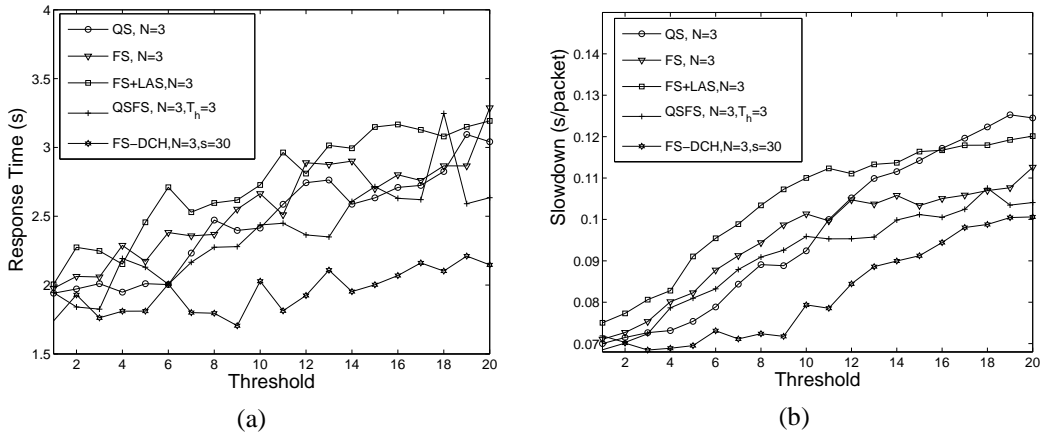 4
3.5
3
2.5
2
1.5
Response Time (s)
QS, N=3
FS, N=3
FS+LAS,N=3
QSFS, N=3,Th=3
FS−DCH,N=3,s=30
2 4 6 8 10 12 14 16 18 20
Threshold
(a)
0.15
0.14
0.13
0.12
0.11
0.1
0.09
0.08
0.07
Slowdown (s/packet)
QS, N=3
FS, N=3
FS+LAS,N=3
QSFS, N=3,Th=3
FS−DCH,N=3,s=30
2 4 6 8 10 12 14 16 18 20
Threshold
(b)